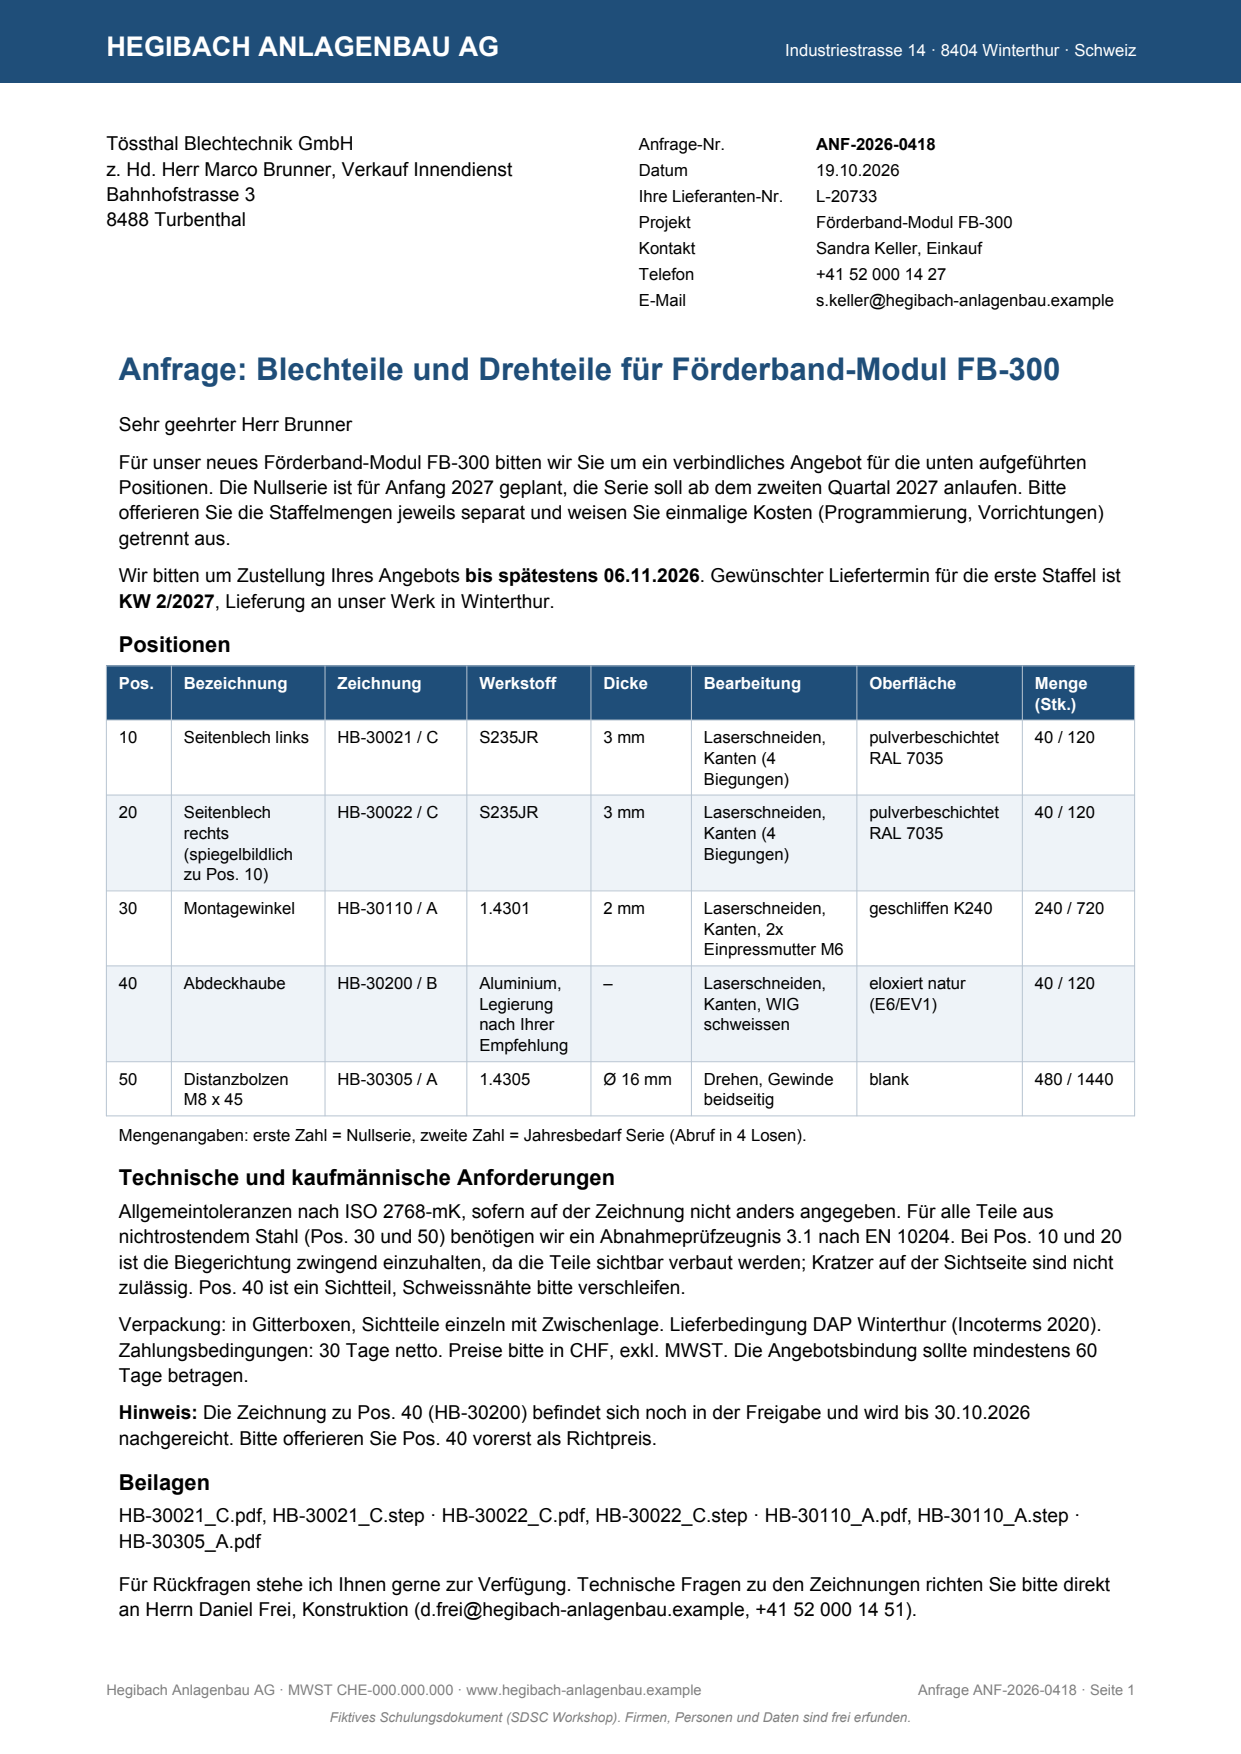 HEGIBACH ANLAGENBAU AG
Industriestrasse 14 · 8404 Winterthur · Schweiz
Tössthal Blechtechnik GmbH
z. Hd. Herr Marco Brunner, Verkauf Innendienst
Bahnhofstrasse 3
8488 Turbenthal
Anfrage-Nr. ANF-2026-0418
Datum 19.10.2026
Ihre Lieferanten-Nr. L-20733
Projekt Förderband-Modul FB-300
Kontakt Sandra Keller, Einkauf
Telefon +41 52 000 14 27
E-Mail s.keller@hegibach-anlagenbau.example
Anfrage: Blechteile und Drehteile für Förderband-Modul FB-300
Sehr geehrter Herr Brunner
Für unser neues Förderband-Modul FB-300 bitten wir Sie um ein verbindliches Angebot für die unten aufgeführten
Positionen. Die Nullserie ist für Anfang 2027 geplant, die Serie soll ab dem zweiten Quartal 2027 anlaufen. Bitte
offerieren Sie die Staffelmengen jeweils separat und weisen Sie einmalige Kosten (Programmierung, Vorrichtungen)
getrennt aus.
Wir bitten um Zustellung Ihres Angebots bis spätestens 06.11.2026. Gewünschter Liefertermin für die erste Staffel ist
KW 2/2027, Lieferung an unser Werk in Winterthur.
Positionen
Pos. Bezeichnung Zeichnung Werkstoff Dicke Bearbeitung Oberfläche Menge
(Stk.)
10 Seitenblech links HB-30021 / C S235JR 3 mm Laserschneiden, pulverbeschichtet 40 / 120
Kanten (4 RAL 7035
Biegungen)
20 Seitenblech HB-30022 / C S235JR 3 mm Laserschneiden, pulverbeschichtet 40 / 120
rechts Kanten (4 RAL 7035
(spiegelbildlich Biegungen)
zu Pos. 10)
30 Montagewinkel HB-30110 / A 1.4301 2 mm Laserschneiden, geschliffen K240 240 / 720
Kanten, 2x
Einpressmutter M6
40 Abdeckhaube HB-30200 / B Aluminium, – Laserschneiden, eloxiert natur 40 / 120
Legierung Kanten, WIG (E6/EV1)
nach Ihrer schweissen
Empfehlung
50 Distanzbolzen HB-30305 / A 1.4305 Ø 16 mm Drehen, Gewinde blank 480 / 1440
M8 x 45 beidseitig
Mengenangaben: erste Zahl = Nullserie, zweite Zahl = Jahresbedarf Serie (Abruf in 4 Losen).
Technische und kaufmännische Anforderungen
Allgemeintoleranzen nach ISO 2768-mK, sofern auf der Zeichnung nicht anders angegeben. Für alle Teile aus
nichtrostendem Stahl (Pos. 30 und 50) benötigen wir ein Abnahmeprüfzeugnis 3.1 nach EN 10204. Bei Pos. 10 und 20
ist die Biegerichtung zwingend einzuhalten, da die Teile sichtbar verbaut werden; Kratzer auf der Sichtseite sind nicht
zulässig. Pos. 40 ist ein Sichtteil, Schweissnähte bitte verschleifen.
Verpackung: in Gitterboxen, Sichtteile einzeln mit Zwischenlage. Lieferbedingung DAP Winterthur (Incoterms 2020).
Zahlungsbedingungen: 30 Tage netto. Preise bitte in CHF, exkl. MWST. Die Angebotsbindung sollte mindestens 60
Tage betragen.
Hinweis: Die Zeichnung zu Pos. 40 (HB-30200) befindet sich noch in der Freigabe und wird bis 30.10.2026
nachgereicht. Bitte offerieren Sie Pos. 40 vorerst als Richtpreis.
Beilagen
HB-30021_C.pdf, HB-30021_C.step · HB-30022_C.pdf, HB-30022_C.step · HB-30110_A.pdf, HB-30110_A.step ·
HB-30305_A.pdf
Für Rückfragen stehe ich Ihnen gerne zur Verfügung. Technische Fragen zu den Zeichnungen richten Sie bitte direkt
an Herrn Daniel Frei, Konstruktion (d.frei@hegibach-anlagenbau.example, +41 52 000 14 51).
Hegibach Anlagenbau AG · MWST CHE-000.000.000 · www.hegibach-anlagenbau.example
Anfrage ANF-2026-0418 · Seite 1
Fiktives Schulungsdokument (SDSC Workshop). Firmen, Personen und Daten sind frei erfunden.